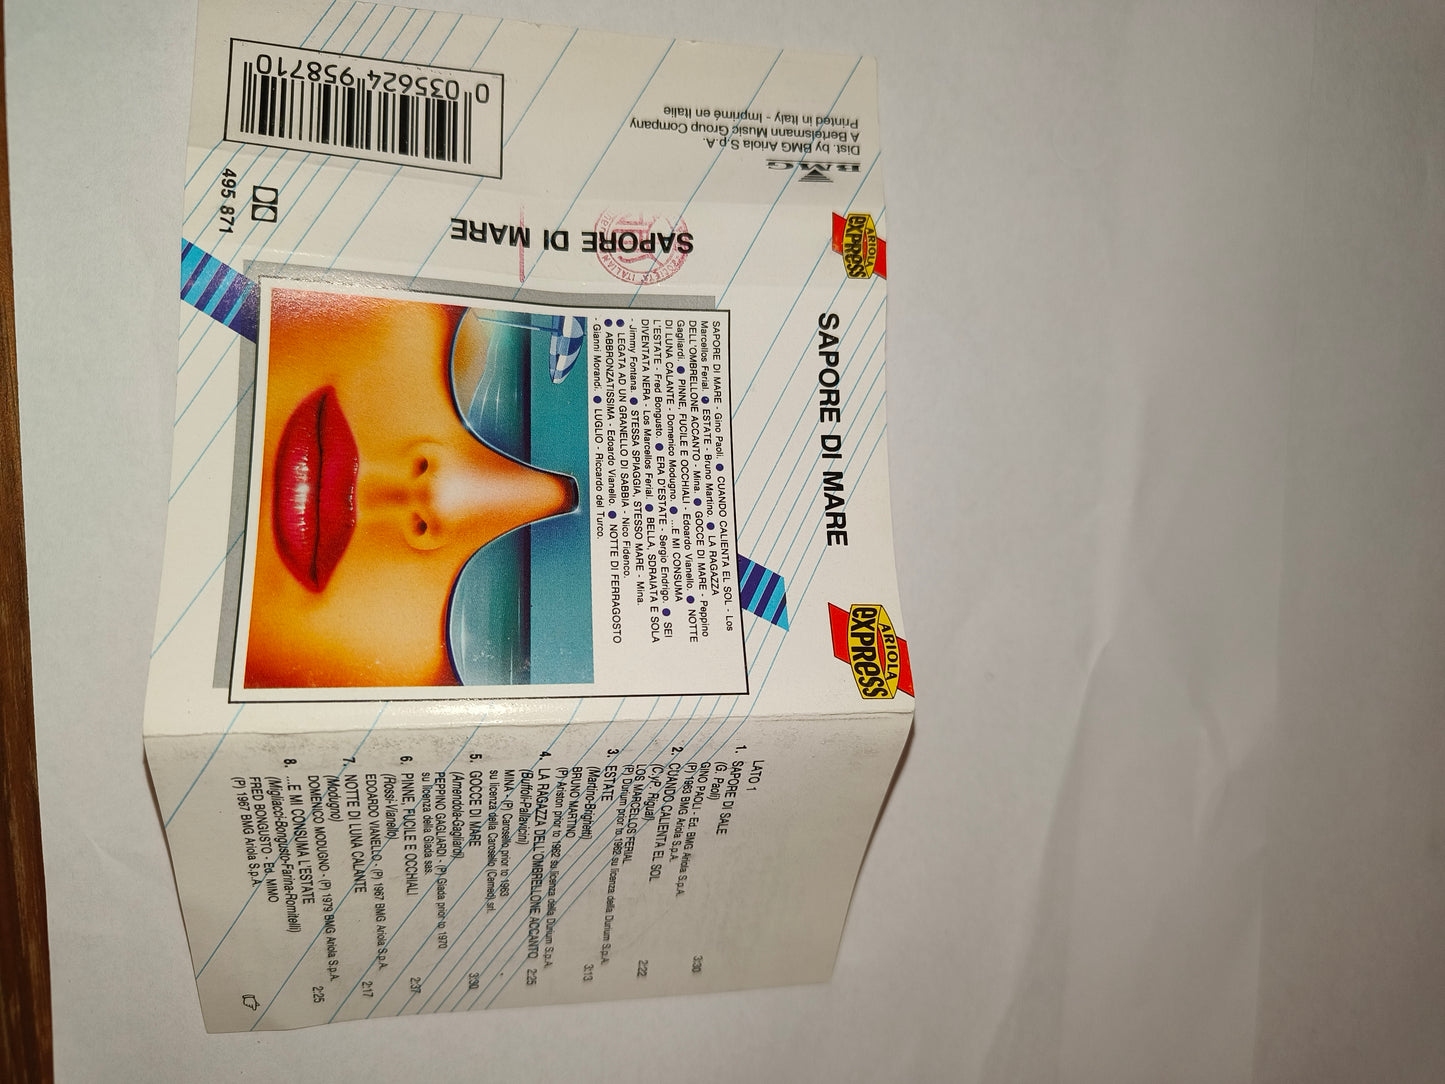 SAPORE DI MARE
ARIOLA
EXPRESS
SAPORE DI MARE - Gino Paoli. ● CUANDO CALIENTA EL SOL - Los
Marcellos Ferial. ● ESTATE - Bruno Martino. ● LA RAGAZZA
DELL'OMBRELLONE ACCANTO - Mina. ● GOCCE DI MARE - Peppino
Gagliardi. ● PINNE, FUCILE E OCCHIALI - Edoardo Vianello. ● NOTTE
DI LUNA CALANTE - Domenico Modugno. ● ...E MI CONSUMA
L'ESTATE - Fred Bongusto. ● ERA D'ESTATE - Sergio Endrigo. ● SEI
DIVENTATA NERA - Los Marcellos Ferial. ● BELLA, SDRAIATA E SOLA
- Jimmy Fontana. ● STESSA SPIAGGIA, STESSO MARE - Mina.
● LEGATA AD UN GRANELLO DI SABBIA - Nico Fidenco.
● ABBRONZATISSIMA - Edoardo Vianello. ● NOTTE DI FERRAGOSTO
- Gianni Morandi. ● LUGLIO - Riccardo del Turco.
ARIOLA
EXPRESS
SAPORE DI MARE
495 871
SOCIETA' ITALIAN
BMG
Dist. by BMG Ariola S.p.A.
A Bertelsmann Music Group Company
Printed in Italy - Imprimé en Italie
0 035624 958710
LATO 1
1. SAPORE DI SALE
(G. Paoli)
GINO PAOLI - Ed. BMG Ariola S.p.A.
(P) 1963 BMG Ariola S.p.A. 3:30
2. CUANDO CALIENTA EL SOL
(C.yP. Rigual)
LOS MARCELLOS FERIAL
(P) Durium prior to 1962 su licenza della Durium S.p.A. 2:22
3. ESTATE
(Martino-Brighetti)
BRUNO MARTINO
(P) Ariston prior to 1962 su licenza della Durium S.p.A. 3:13
4. LA RAGAZZA DELL'OMBRELLONE ACCANTO 2:25
(Buffoli-Pallavicini)
MINA - (P) Carosello prior to 1963
su licenza della Carosello (Cemed) srl.
5. GOCCE DI MARE 3:30
(Amendola-Gagliardi)
PEPPINO GAGLIARDI - (P) Giada prior to 1970
su licenza della Giada sas.
6. PINNE, FUCILE E OCCHIALI 2:37
(Rossi-Vianello)
EDOARDO VIANELLO - (P) 1967 BMG Ariola S.p.A.
7. NOTTE DI LUNA CALANTE 2:17
(Modugno)
DOMENICO MODUGNO - (P) 1979 BMG Ariola S.p.A.
8. ...E MI CONSUMA L'ESTATE 2:25
(Migliacci-Bongusto-Farina-Romitelli)
FRED BONGUSTO - Ed. MINIO
(P) 1967 BMG Ariola S.p.A.